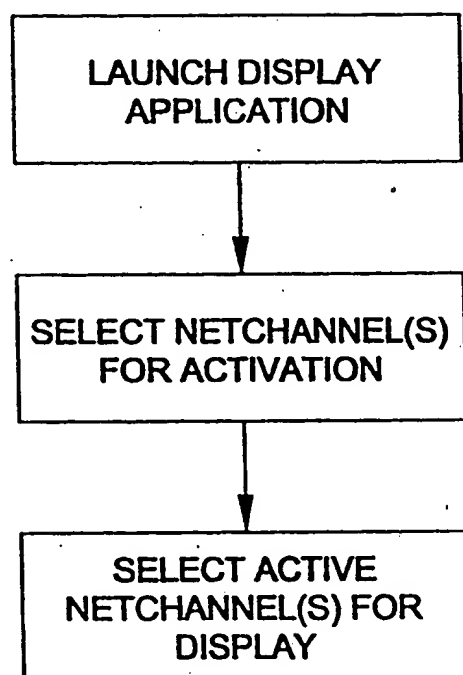 LAUNCH DISPLAY
APPLICATION
SELECT NETCHANNEL(S)
FOR ACTIVATION
SELECT ACTIVE
NETCHANNEL(S) FOR
DISPLAY